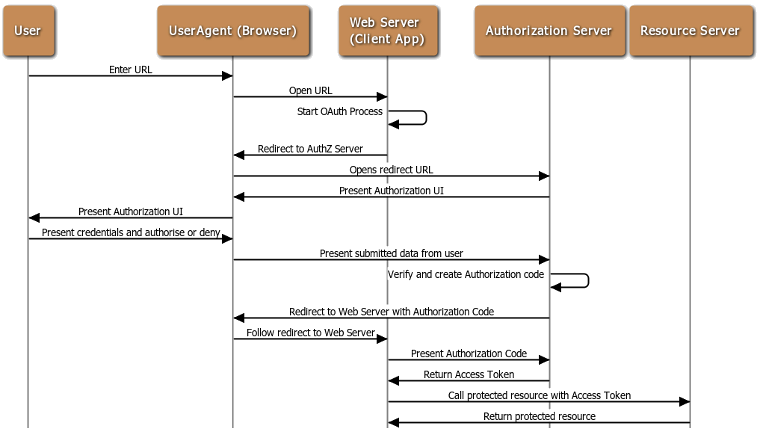 User
UserAgent (Browser)
Web Server
(Client App)
Authorization Server
Resource Server
Enter URL
Open URL
Start OAuth Process
Redirect to AuthZ Server
Opens redirect URL
Present Authorization UI
Present Authorization UI
Present credentials and authorise or deny
Present submitted data from user
Verify and create Authorization code
Redirect to Web Server with Authorization Code
Follow redirect to Web Server
Present Authorization Code
Return Access Token
Call protected resource with Access Token
Return protected resource